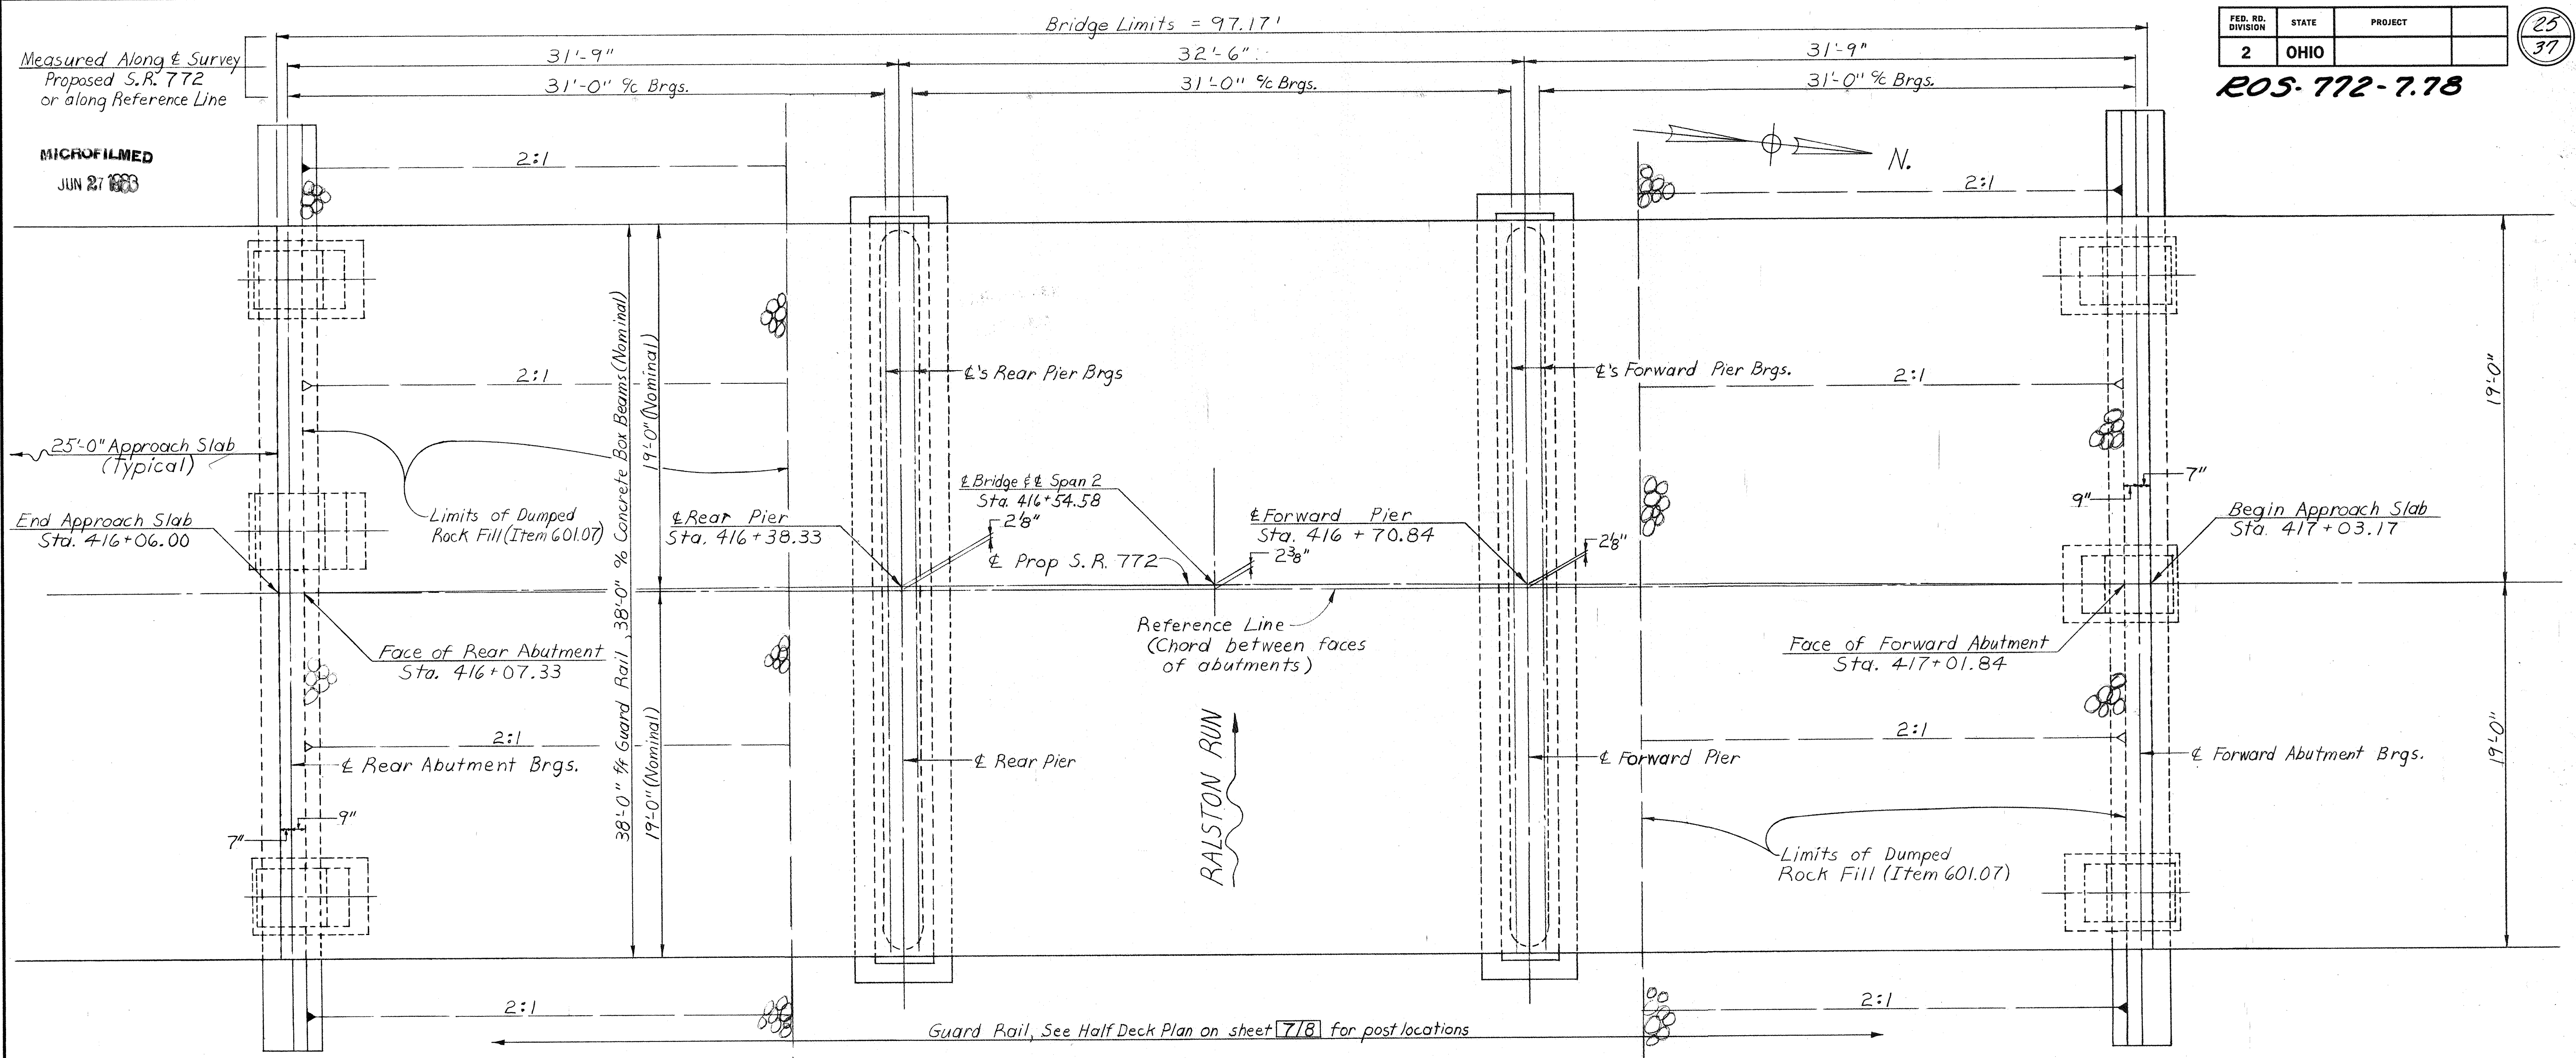 Bridge Limits = 97.17'
31'-9"
32'-6"
31'-9"
31'-0" c/c Brgs.
31'-0" c/c Brgs.
31'-0" c/c Brgs.
Measured Along ℄ Survey
Proposed S.R. 772
or along Reference Line
FED. RD. DIVISION
STATE
PROJECT
2
OHIO
25
37
ROS-772-7.78
MICROFILMED
JUN 27
N.
2:1
2:1
2:1
2:1
2:1
2:1
2:1
2:1
℄'s Rear Pier Brgs
℄'s Forward Pier Brgs.
25'-0" Approach Slab
(Typical)
End Approach Slab
Sta. 416+06.00
Limits of Dumped
Rock Fill (Item 601.07)
38'-0" f/f Guard Rail, 38'-0" o/o Concrete Box Beams (Nominal)
19'-0" (Nominal)
19'-0" (Nominal)
℄ Rear Pier
Sta. 416+38.33
℄ Bridge & ℄ Span 2
Sta. 416+54.58
℄ Prop S.R. 772
2⅛"
2⅜"
2⅛"
℄ Forward Pier
Sta. 416 + 70.84
9"
7"
Begin Approach Slab
Sta. 417+03.17
19'-0"
19'-0"
Face of Rear Abutment
Sta. 416+07.33
Reference Line
(Chord between faces
of abutments)
Face of Forward Abutment
Sta. 417+01.84
℄ Rear Abutment Brgs.
℄ Rear Pier
RALSTON RUN
℄ Forward Pier
℄ Forward Abutment Brgs.
7"
9"
Limits of Dumped
Rock Fill (Item 601.07)
Guard Rail, See Half Deck Plan on sheet 7/8 for post locations